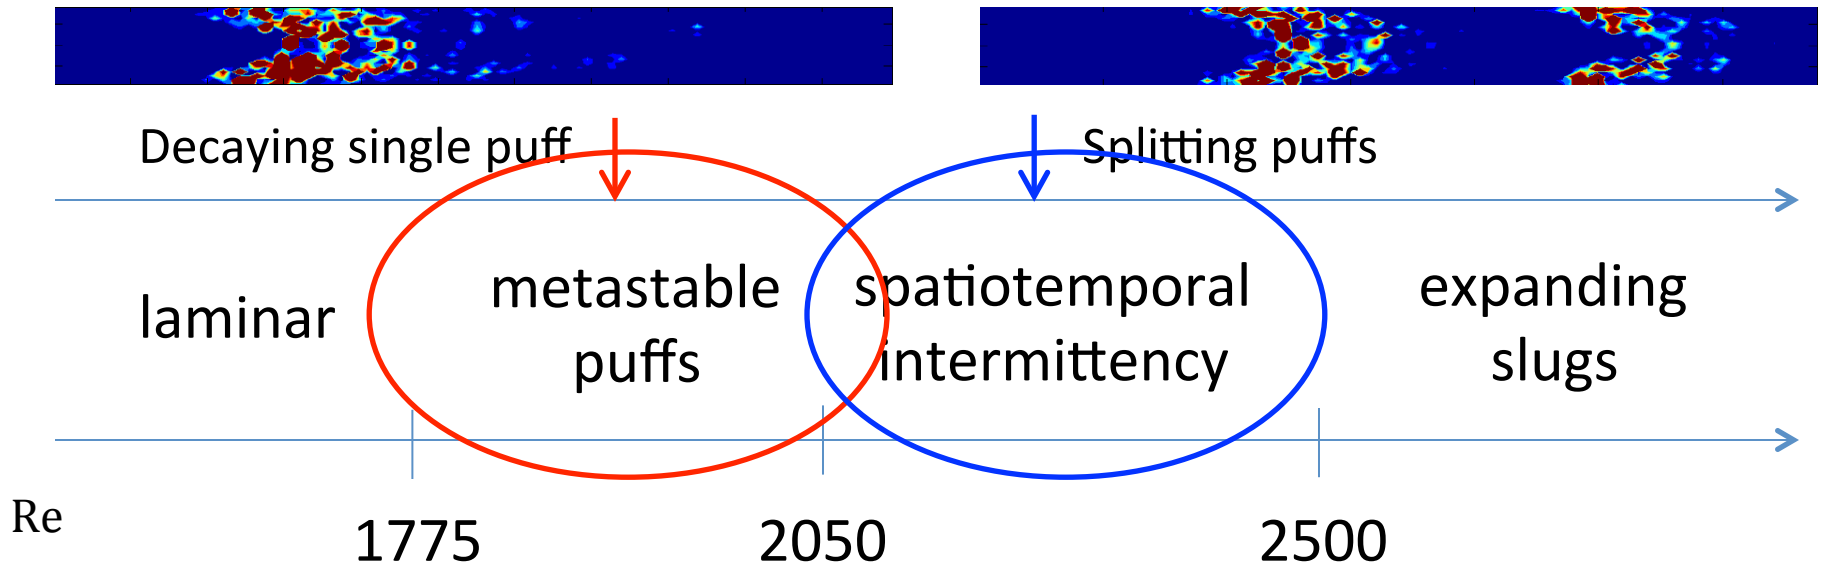 Decaying single puff
Splitting puffs
laminar
metastable
puffs
spatiotemporal
intermittency
expanding
slugs
Re
1775
2050
2500